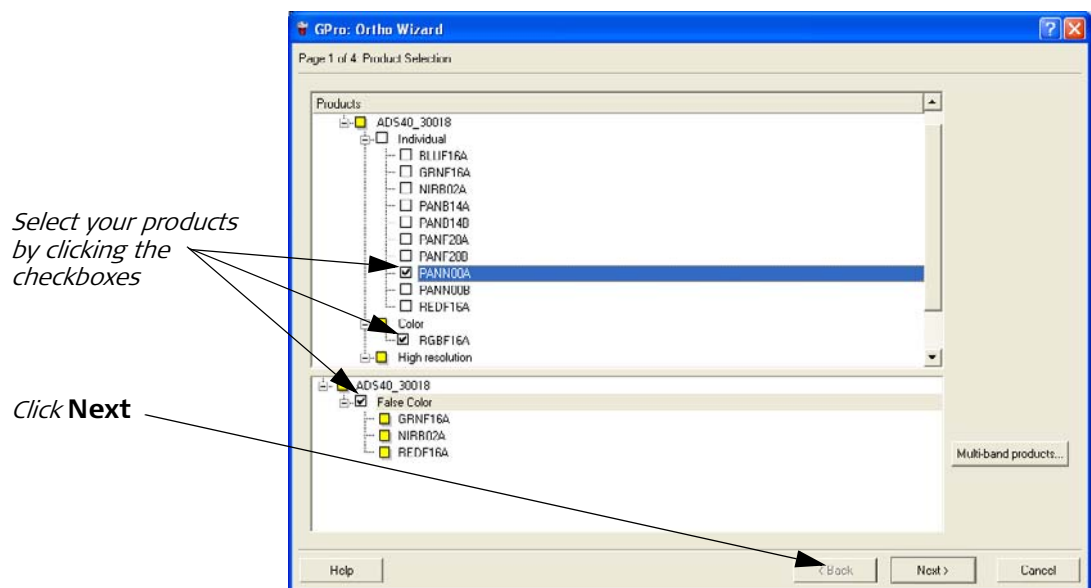 GPro: Ortho Wizard
Page 1 of 4: Product Selection
Products
ADS40_30018
Individual
BLUF16A
GRNF16A
NIRB02A
PANB14A
PANB14B
PANF28A
PANF28B
PANN00A
PANN00B
REDF16A
Color
RGBF16A
High resolution
Select your products
by clicking the
checkboxes
ADS40_30018
False Color
GRNF16A
NIRB02A
REDF16A
Click Next
Multi-band products...
Help
< Back
Next >
Cancel